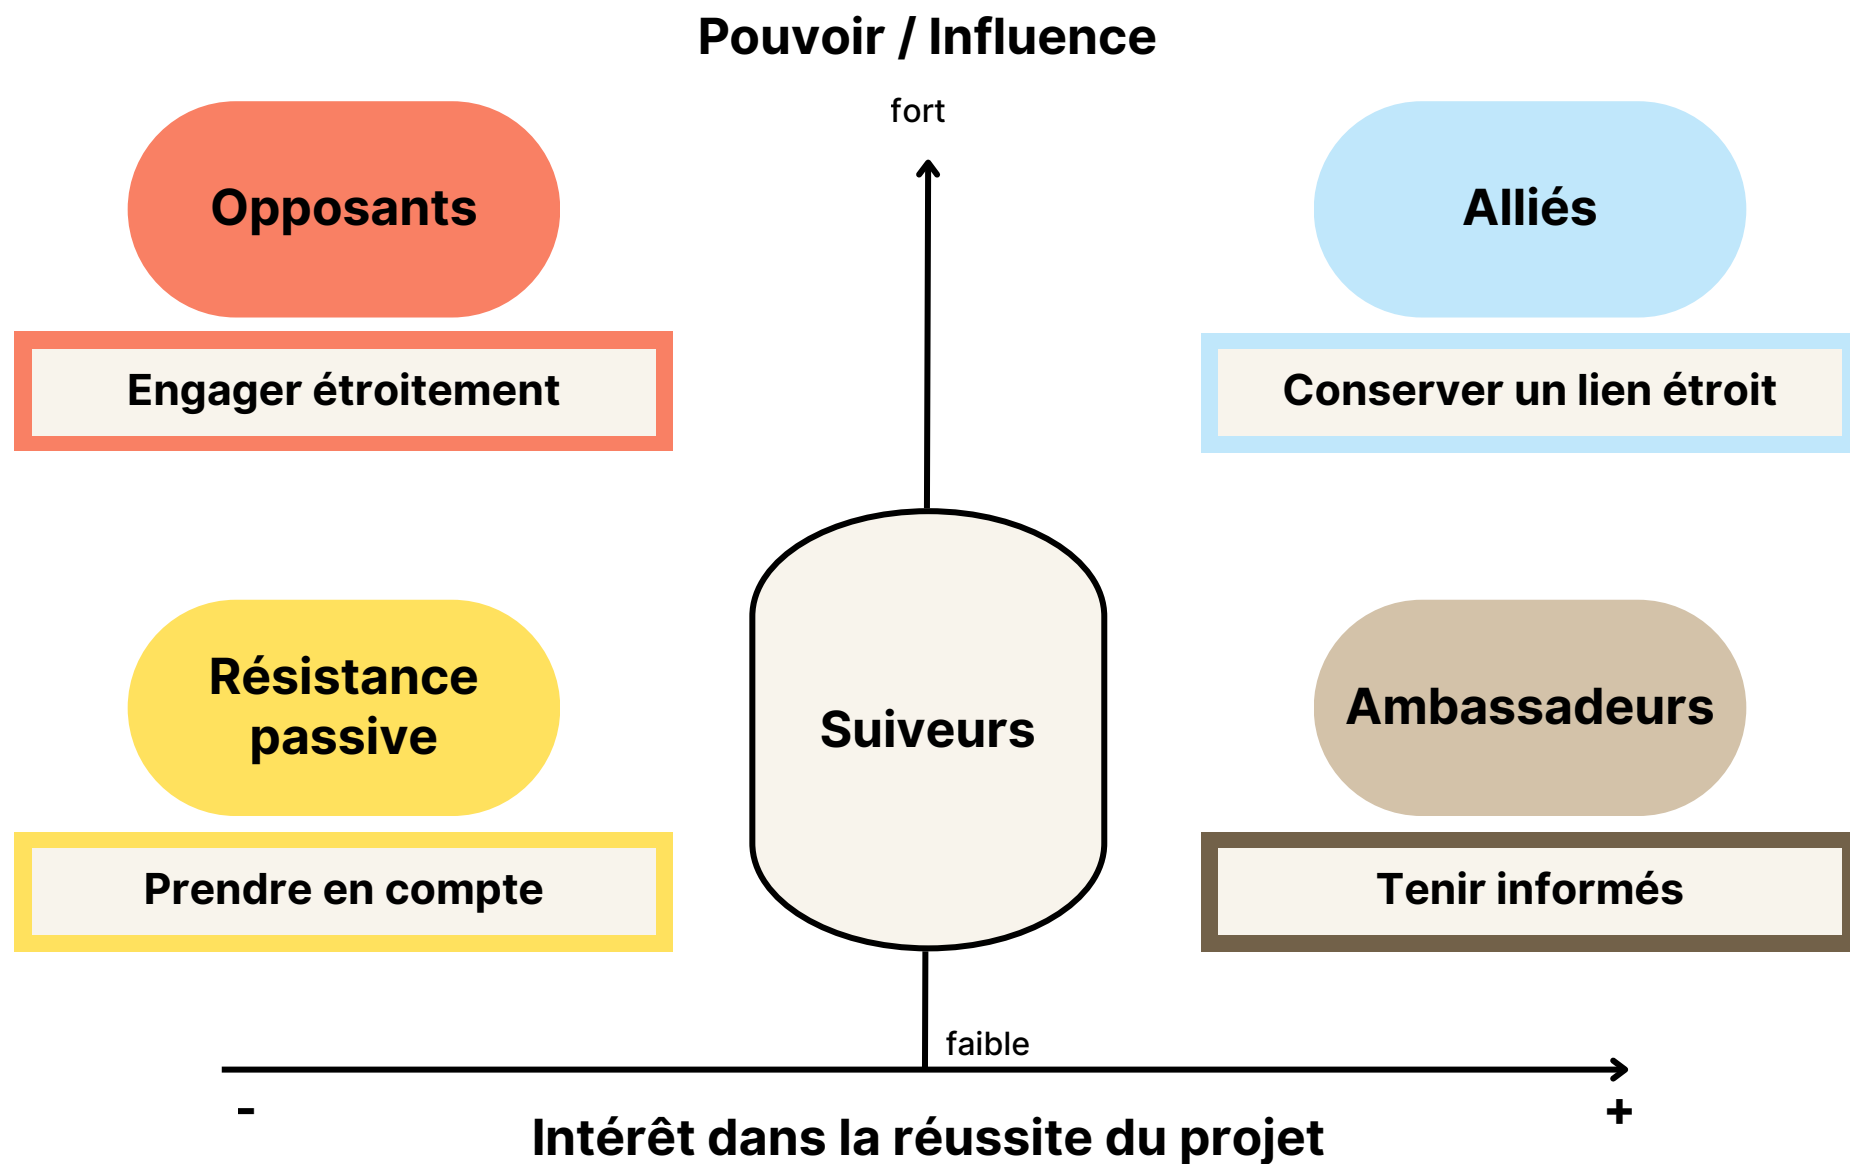 Pouvoir / Influence
fort
Opposants
Alliés
Engager étroitement
Conserver un lien étroit
Résistance
passive
Suiveurs
Ambassadeurs
Prendre en compte
Tenir informés
faible
-
+
Intérêt dans la réussite du projet